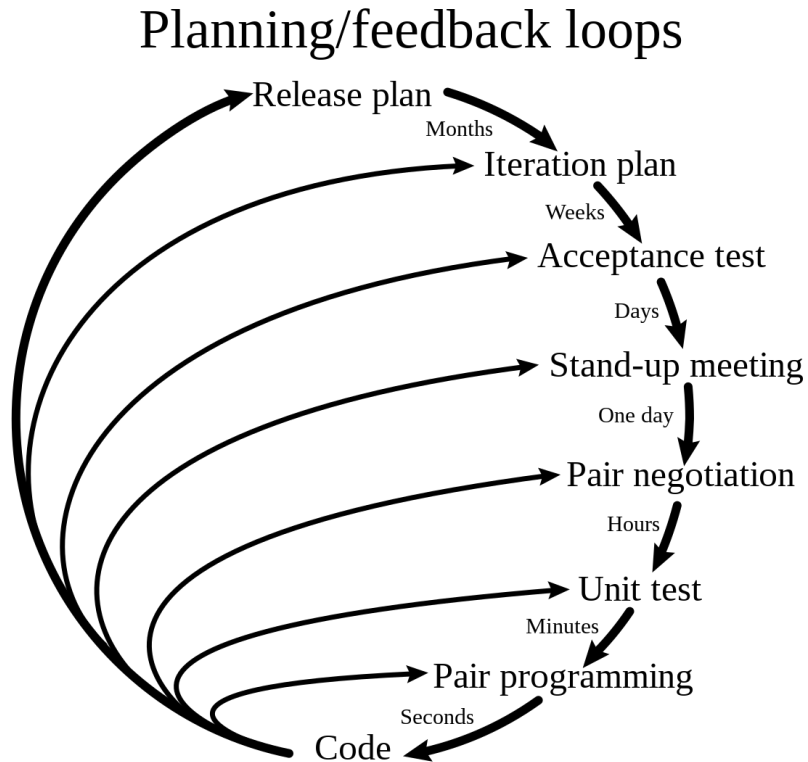 Planning/feedback loops
Release plan
Months
Iteration plan
Weeks
Acceptance test
Days
Stand-up meeting
One day
Pair negotiation
Hours
Unit test
Minutes
Pair programming
Seconds
Code